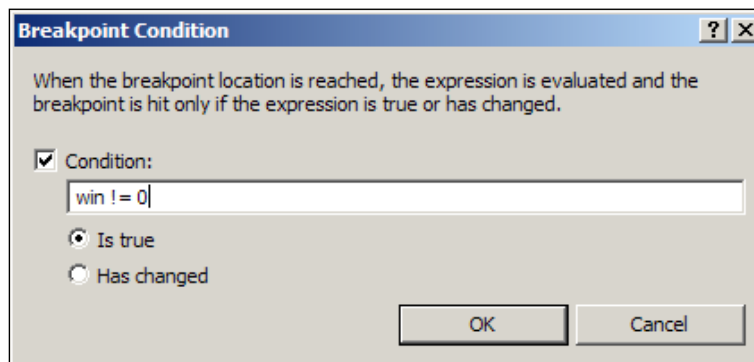 Breakpoint Condition
When the breakpoint location is reached, the expression is evaluated and the
breakpoint is hit only if the expression is true or has changed.
Condition:
win != 0
Is true
Has changed
OK Cancel